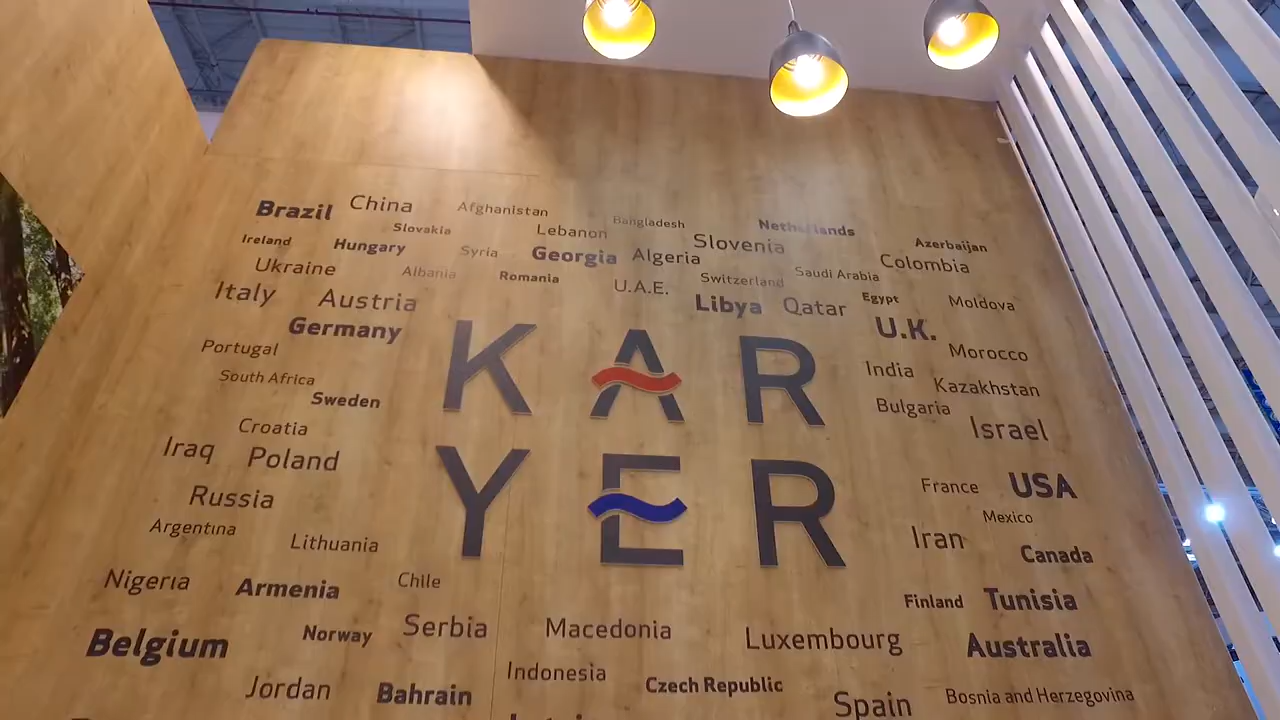 Brazil China Afghanistan Bangladesh Netherlands
Slovakia Lebanon Slovenia Azerbaijan
Ireland Hungary Syria Georgia Algeria Colombia
Ukraine Albania Romania U.A.E. Switzerland Saudi Arabia
Italy Austria Libya Qatar Egypt Moldova
Germany U.K.
Portugal Morocco
South Africa India Kazakhstan
Sweden Bulgaria
KAR
Croatia Israel
Iraq Poland
Russia France USA
Argentina Mexico
Lithuania Iran Canada
YER
Nigeria Armenia Chile Finland Tunisia
Belgium Norway Serbia Macedonia Luxembourg Australia
Jordan Bahrain Indonesia Czech Republic Spain Bosnia and Herzegovina